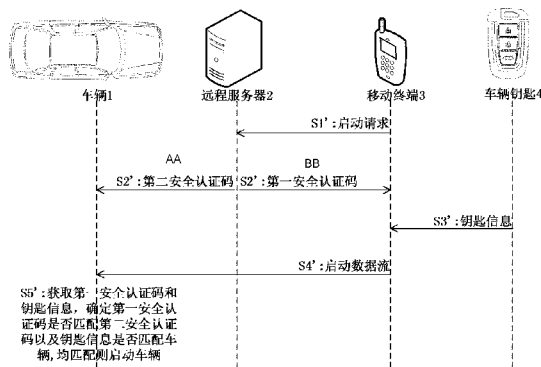 车辆1
远程服务器2
移动终端3
车辆钥匙4
S1':启动请求
AA
BB
S2':第二安全认证码
S2':第一安全认证码
S3':钥匙信息
S4':启动数据流
S5':获取第一安全认证码和
钥匙信息，确定第一安全认
证码是否匹配第二安全认证
码以及钥匙信息是否匹配车
辆,均匹配则启动车辆